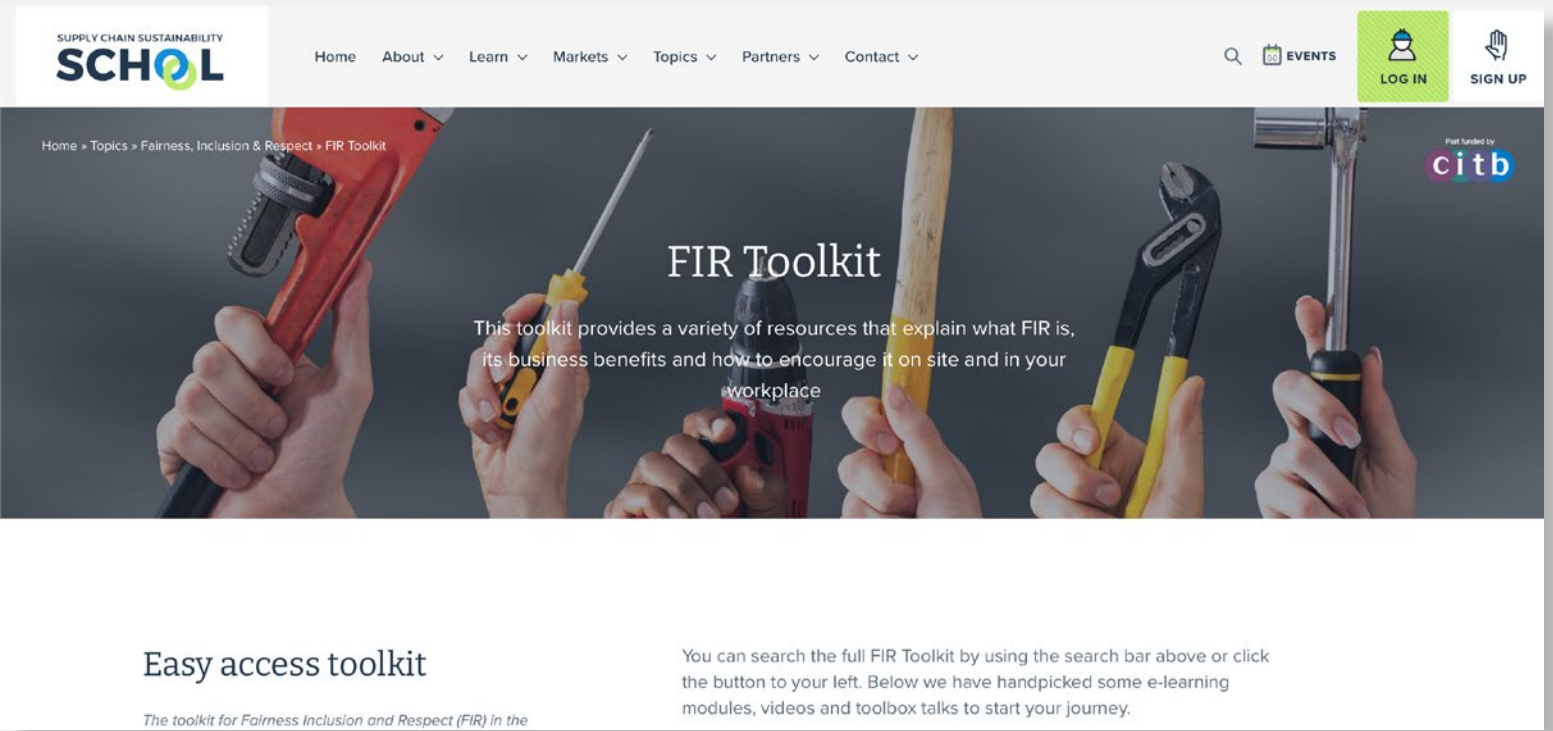 SUPPLY CHAIN SUSTAINABILITY
SCHOOL
Home About Learn Markets Topics Partners Contact
EVENTS
LOG IN
SIGN UP
Home » Topics » Fairness, Inclusion & Respect » FIR Toolkit
Part funded by
citb
FIR Toolkit
This toolkit provides a variety of resources that explain what FIR is,
its business benefits and how to encourage it on site and in your
workplace
Easy access toolkit
The toolkit for Fairness Inclusion and Respect (FIR) in the
You can search the full FIR Toolkit by using the search bar above or click
the button to your left. Below we have handpicked some e-learning
modules, videos and toolbox talks to start your journey.